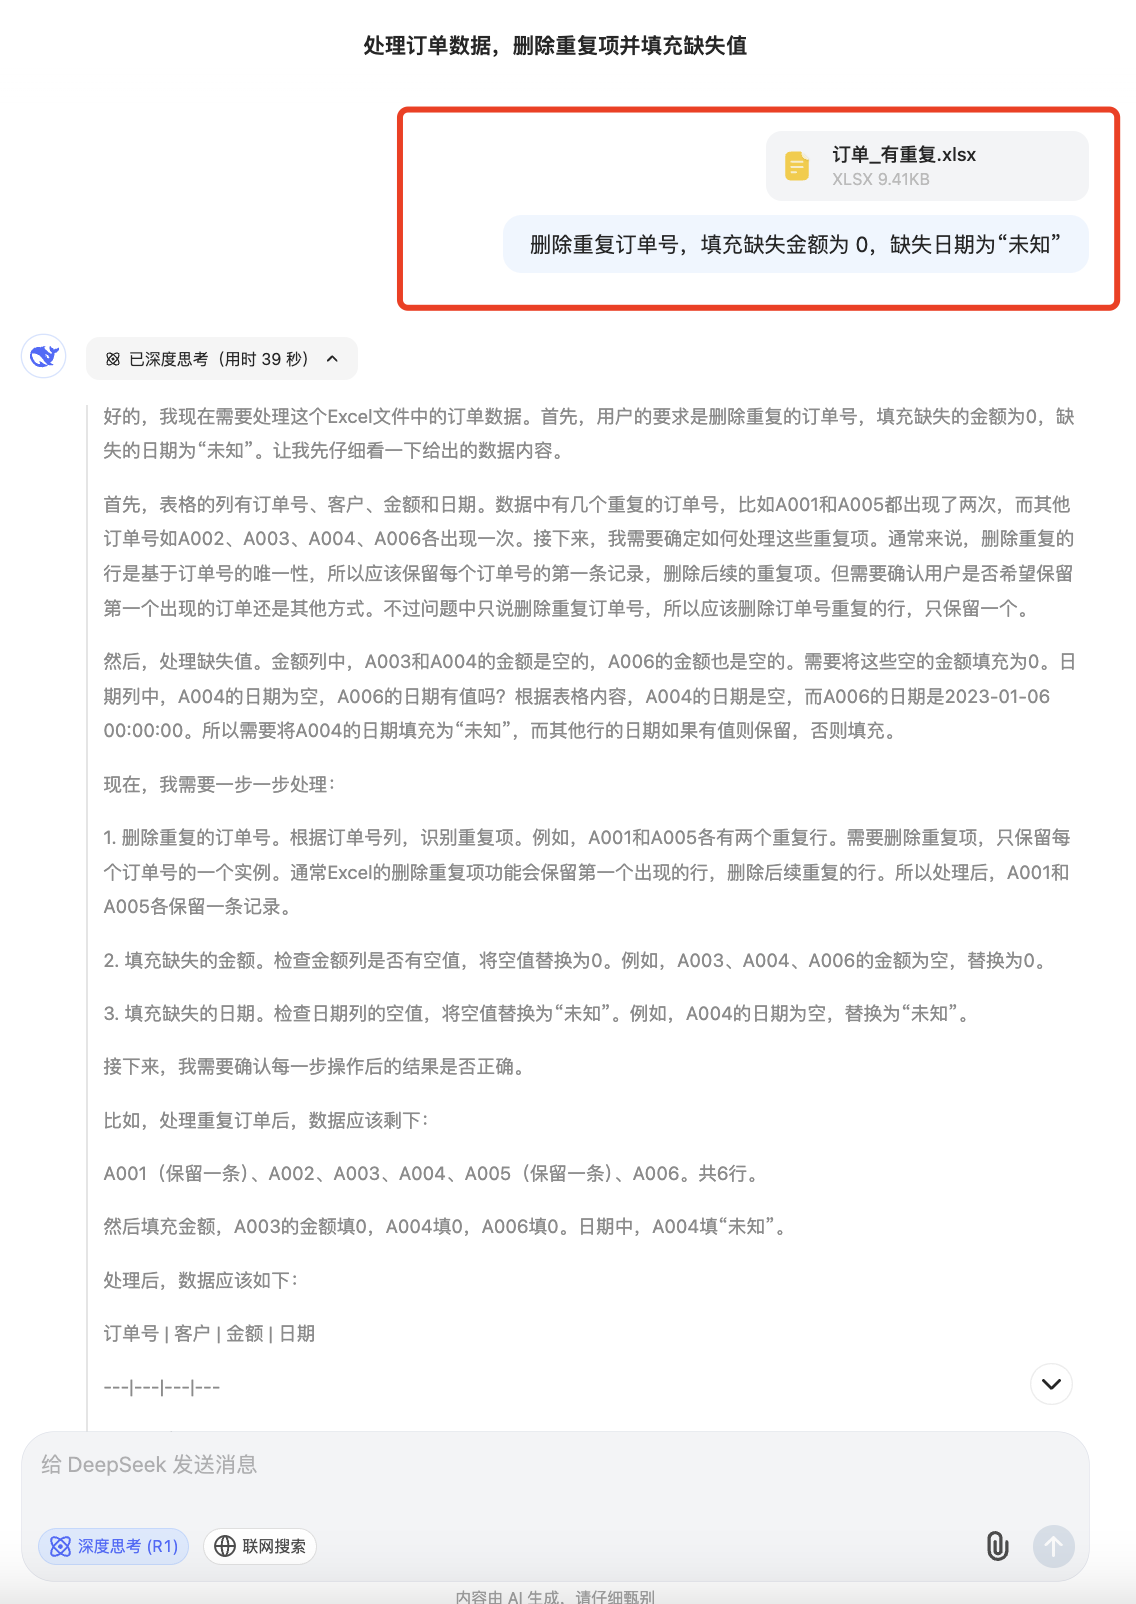 处理订单数据，删除重复项并填充缺失值
订单_有重复.xlsx
XLSX 9.41KB
删除重复订单号，填充缺失金额为 0，缺失日期为“未知”
已深度思考（用时 39 秒）
好的，我现在需要处理这个Excel文件中的订单数据。首先，用户的要求是删除重复的订单号，填充缺失的金额为0，缺
失的日期为“未知”。让我先仔细看一下给出的数据内容。
首先，表格的列有订单号、客户、金额和日期。数据中有几个重复的订单号，比如A001和A005都出现了两次，而其他
订单号如A002、A003、A004、A006各出现一次。接下来，我需要确定如何处理这些重复项。通常来说，删除重复的
行是基于订单号的唯一性，所以应该保留每个订单号的第一条记录，删除后续的重复项。但需要确认用户是否希望保留
第一个出现的订单还是其他方式。不过问题中只说删除重复订单号，所以应该删除订单号重复的行，只保留一个。
然后，处理缺失值。金额列中，A003和A004的金额是空的，A006的金额也是空的。需要将这些空的金额填充为0。日
期列中，A004的日期为空，A006的日期有值吗？根据表格内容，A004的日期是空，而A006的日期是2023-01-06
00:00:00。所以需要将A004的日期填充为“未知”，而其他行的日期如果有值则保留，否则填充。
现在，我需要一步一步处理：
1. 删除重复的订单号。根据订单号列，识别重复项。例如，A001和A005各有两个重复行。需要删除重复项，只保留每
个订单号的一个实例。通常Excel的删除重复项功能会保留第一个出现的行，删除后续重复的行。所以处理后，A001和
A005各保留一条记录。
2. 填充缺失的金额。检查金额列是否有空值，将空值替换为0。例如，A003、A004、A006的金额为空，替换为0。
3. 填充缺失的日期。检查日期列的空值，将空值替换为“未知”。例如，A004的日期为空，替换为“未知”。
接下来，我需要确认每一步操作后的结果是否正确。
比如，处理重复订单后，数据应该剩下：
A001（保留一条）、A002、A003、A004、A005（保留一条）、A006。共6行。
然后填充金额，A003的金额填0，A004填0，A006填0。日期中，A004填“未知”。
处理后，数据应该如下：
订单号 | 客户 | 金额 | 日期
---|---|---|---
给 DeepSeek 发送消息
深度思考 (R1)
联网搜索
内容由 AI 生成，请仔细甄别